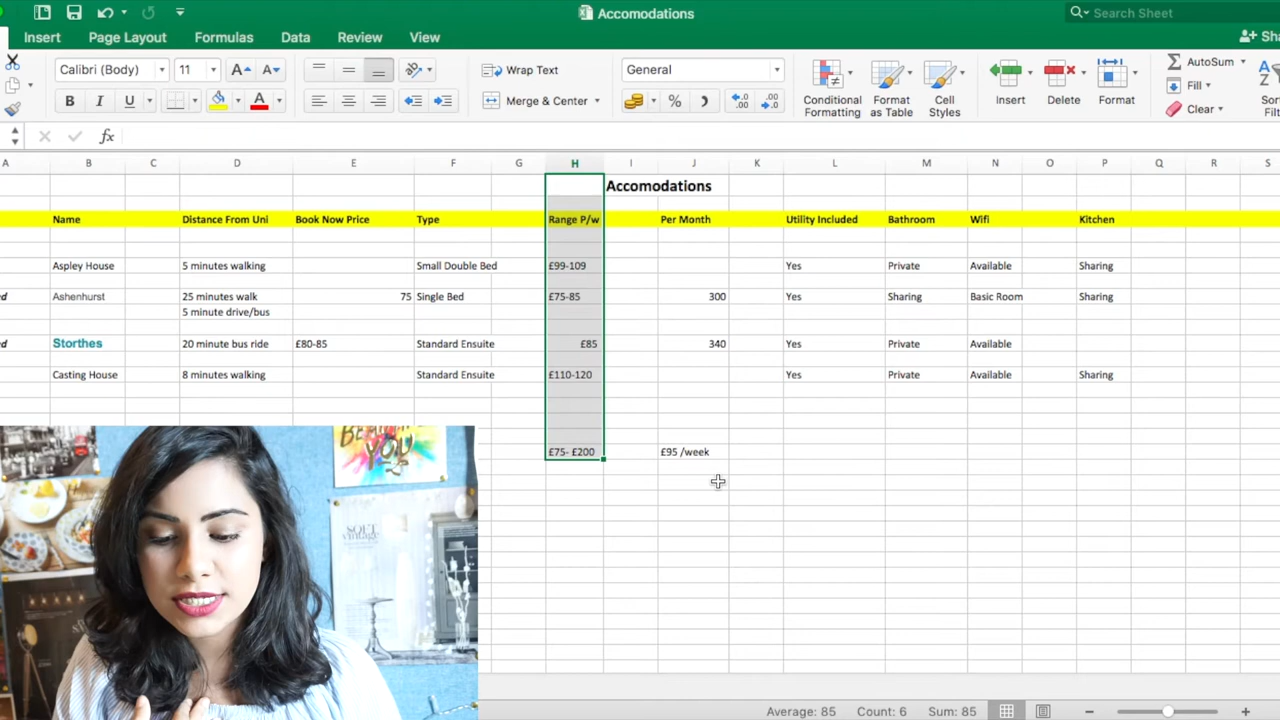 Accomodations
Search Sheet
Insert Page Layout Formulas Data Review View
Calibri (Body) 11 Wrap Text General AutoSum
Fill
B I U Merge & Center % Conditional Formatting Format as Table Cell Styles Insert Delete Format Clear
fx
A B C D E F G H I J K L M N O P Q R S
Accomodations
Name Distance From Uni Book Now Price Type Range P/w Per Month Utility Included Bathroom Wifi Kitchen
Aspley House 5 minutes walking Small Double Bed £99-109 Yes Private Available Sharing
Ashenhurst 25 minutes walk 75 Single Bed £75-85 300 Yes Sharing Basic Room Sharing
5 minute drive/bus
Storthes 20 minute bus ride £80-85 Standard Ensuite £85 340 Yes Private Available
Casting House 8 minutes walking Standard Ensuite £110-120 Yes Private Available Sharing
£75- £200 £95 /week
Average: 85 Count: 6 Sum: 85